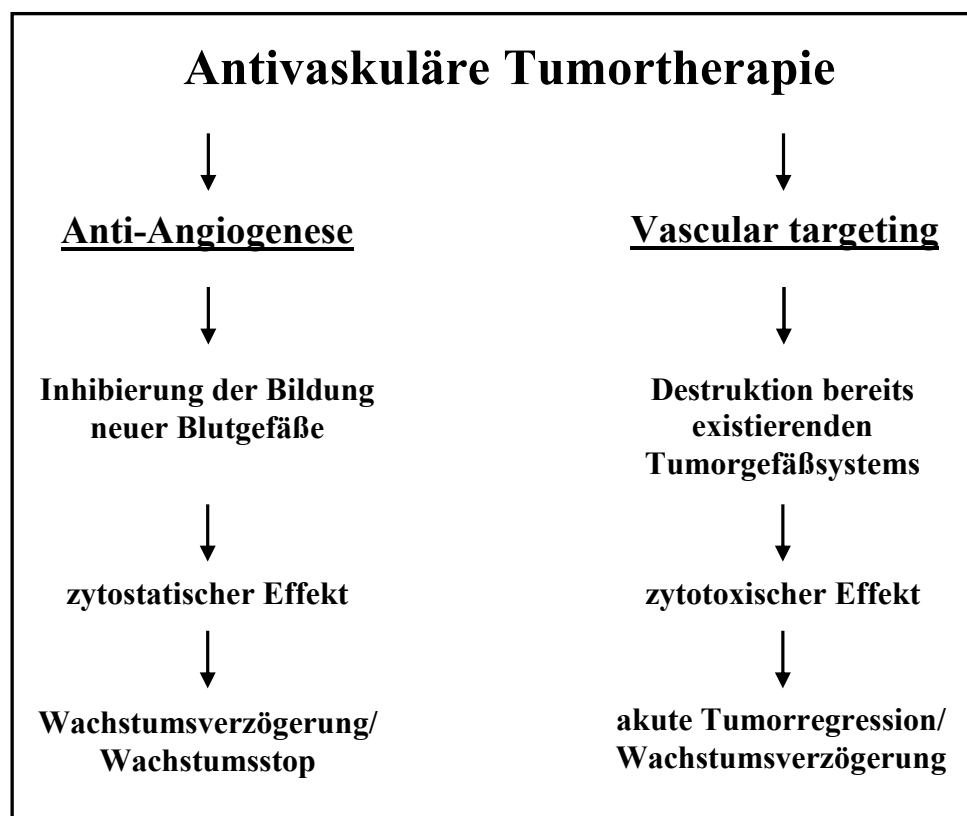 Antivaskuläre Tumortherapie
Anti-Angiogenese
Inhibierung der Bildung
neuer Blutgefäße
zytostatischer Effekt
Wachstumsverzögerung/
Wachstumsstop
Vascular targeting
Destruktion bereits
existierenden
Tumorgefäßsystems
zytotoxischer Effekt
akute Tumorregression/
Wachstumsverzögerung